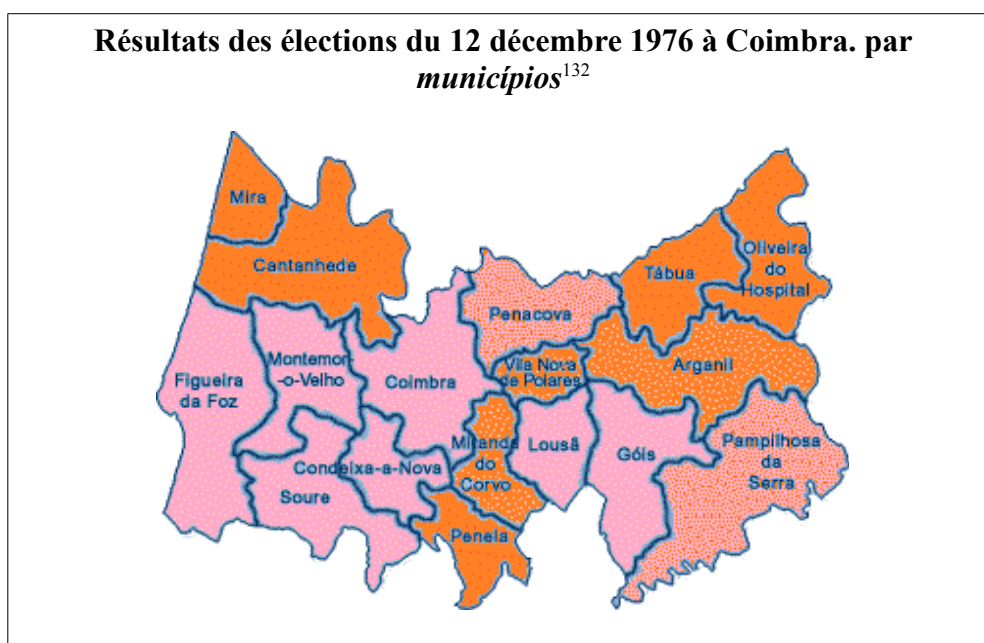 Résultats des élections du 12 décembre 1976 à Coimbra. par
municípios132
Mira
Cantanhede
Oliveira
do
Hospital
Tábua
Penacova
Montemor-
-o-Velho
Figueira
da Foz
Coimbra
Vila Nova
de Poiares
Arganil
Miranda
do
Corvo
Lousã
Góis
Pampilhosa
da
Serra
Condeixa-a-Nova
Soure
Penela